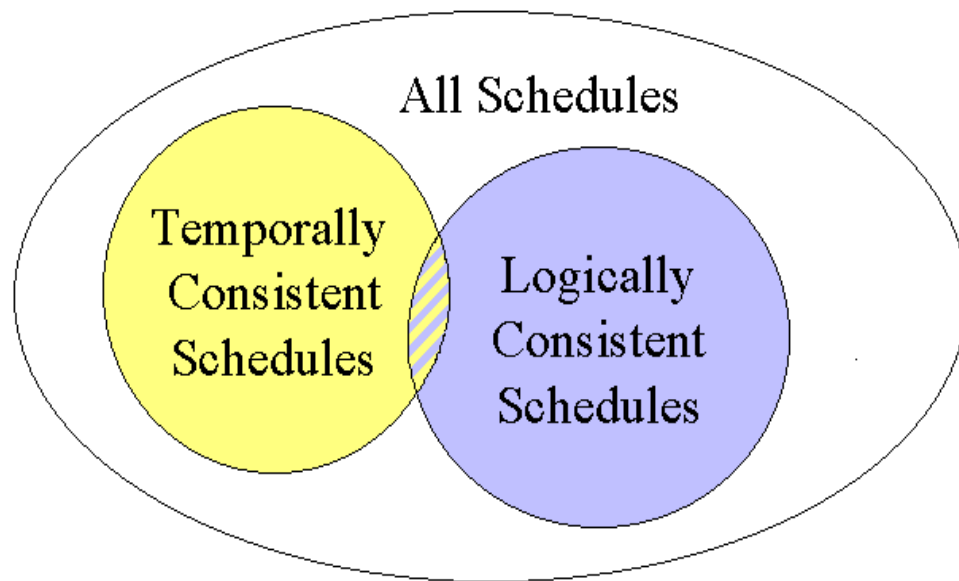 All Schedules
Temporally
Consistent
Schedules
Logically
Consistent
Schedules